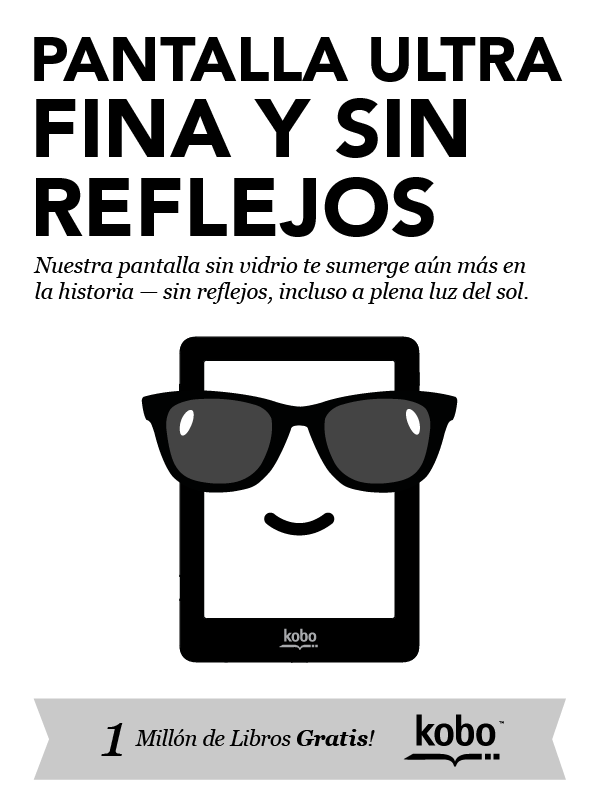 PANTALLA ULTRA
FINA Y SIN
REFLEJOS
Nuestra pantalla sin vidrio te sumerge aún más en
la historia — sin reflejos, incluso a plena luz del sol.
kobo
1 Millón de Libros Gratis!
kobo™